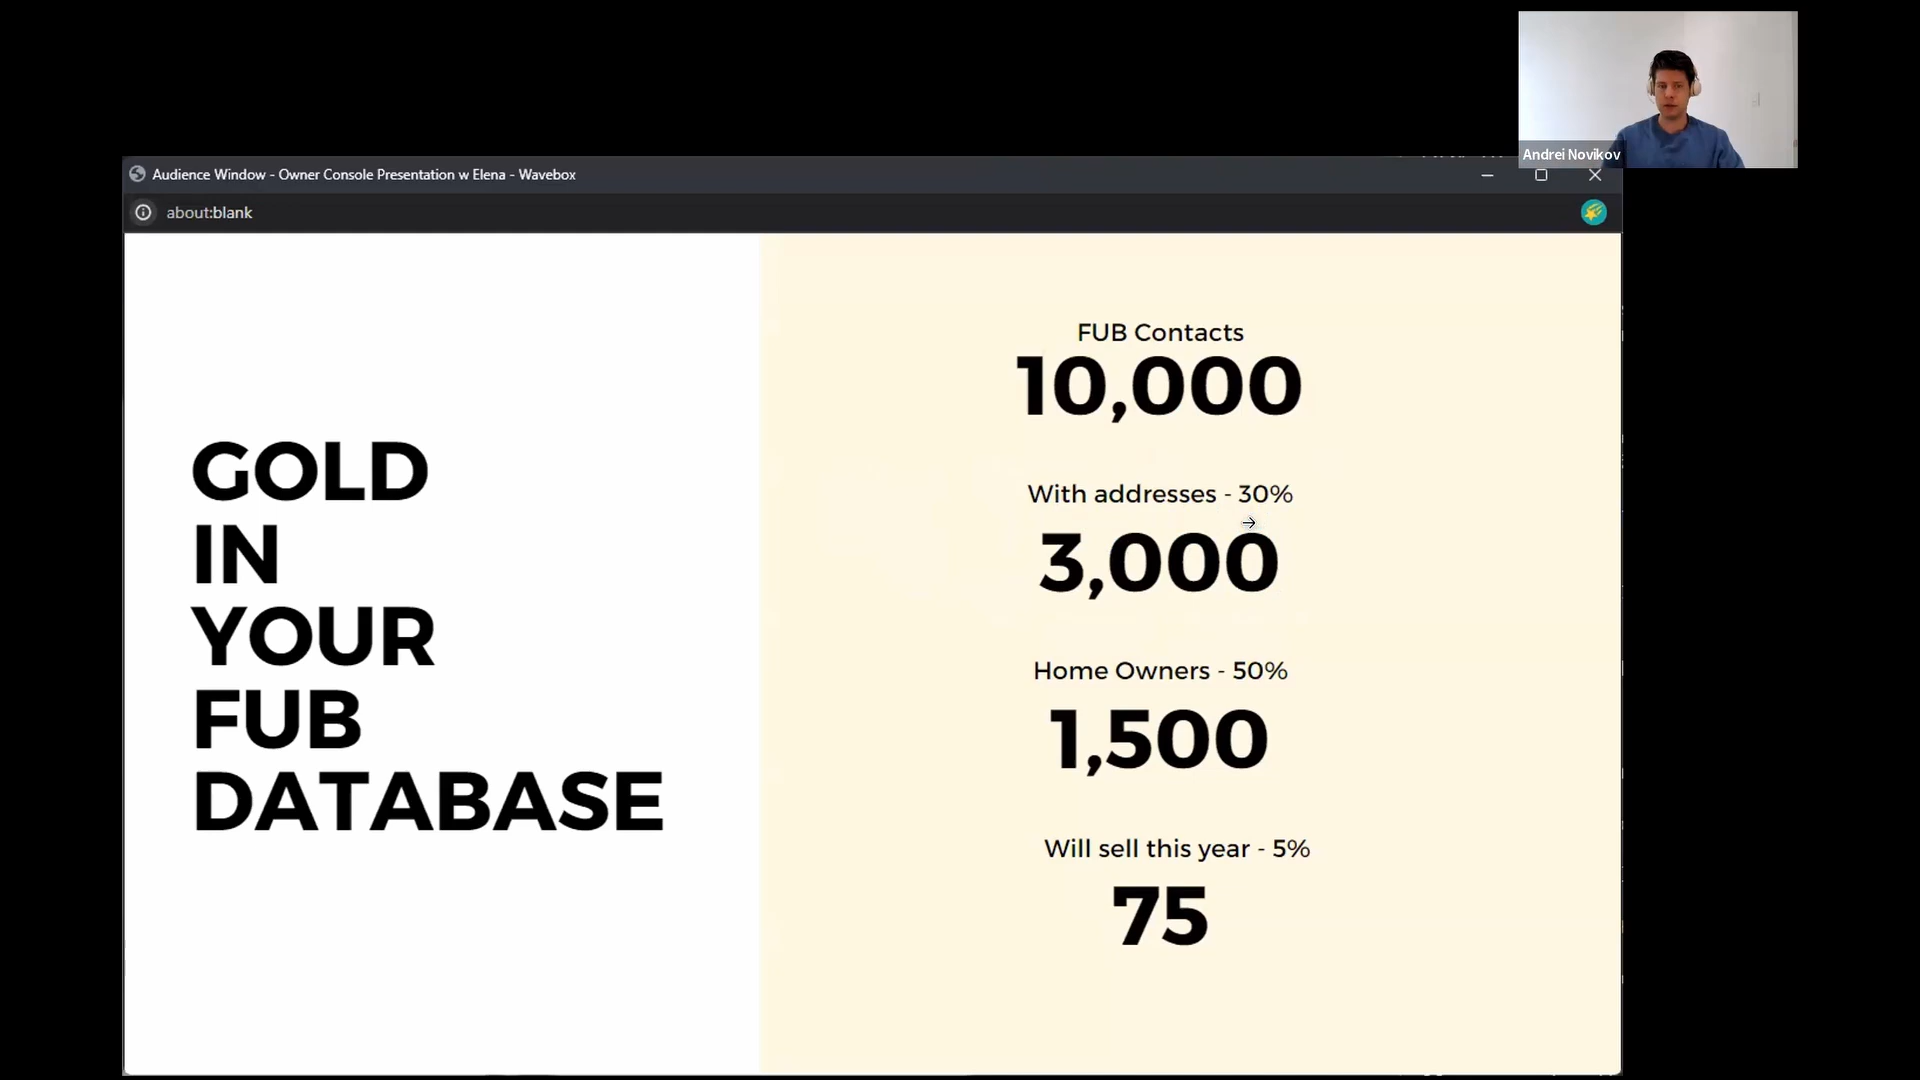 Andrei Novikov
Audience Window - Owner Console Presentation w Elena - Wavebox
about:blank
GOLD
IN
YOUR
FUB
DATABASE
FUB Contacts
10,000
With addresses - 30%
3,000
Home Owners - 50%
1,500
Will sell this year - 5%
75